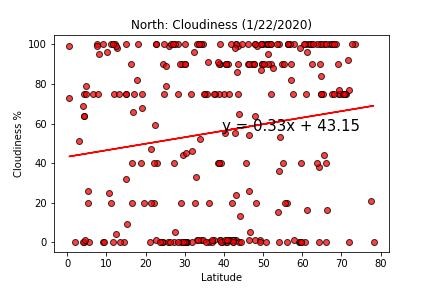 North: Cloudiness (1/22/2020)
Cloudiness %
100
80
60
40
20
0
y = 0.33x + 43.15
0 10 20 30 40 50 60 70 80
Latitude